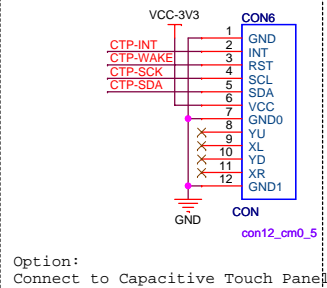 VCC-3V3
CON6
1 GND
CTP-INT 2 INT
CTP-WAKE 3 RST
CTP-SCK 4 SCL
CTP-SDA 5 SDA
6 VCC
7 GND0
8 YU
9 XL
10 YD
11 XR
12 GND1
GND
CON
con12_cm0_5
Option:
Connect to Capacitive Touch Panel